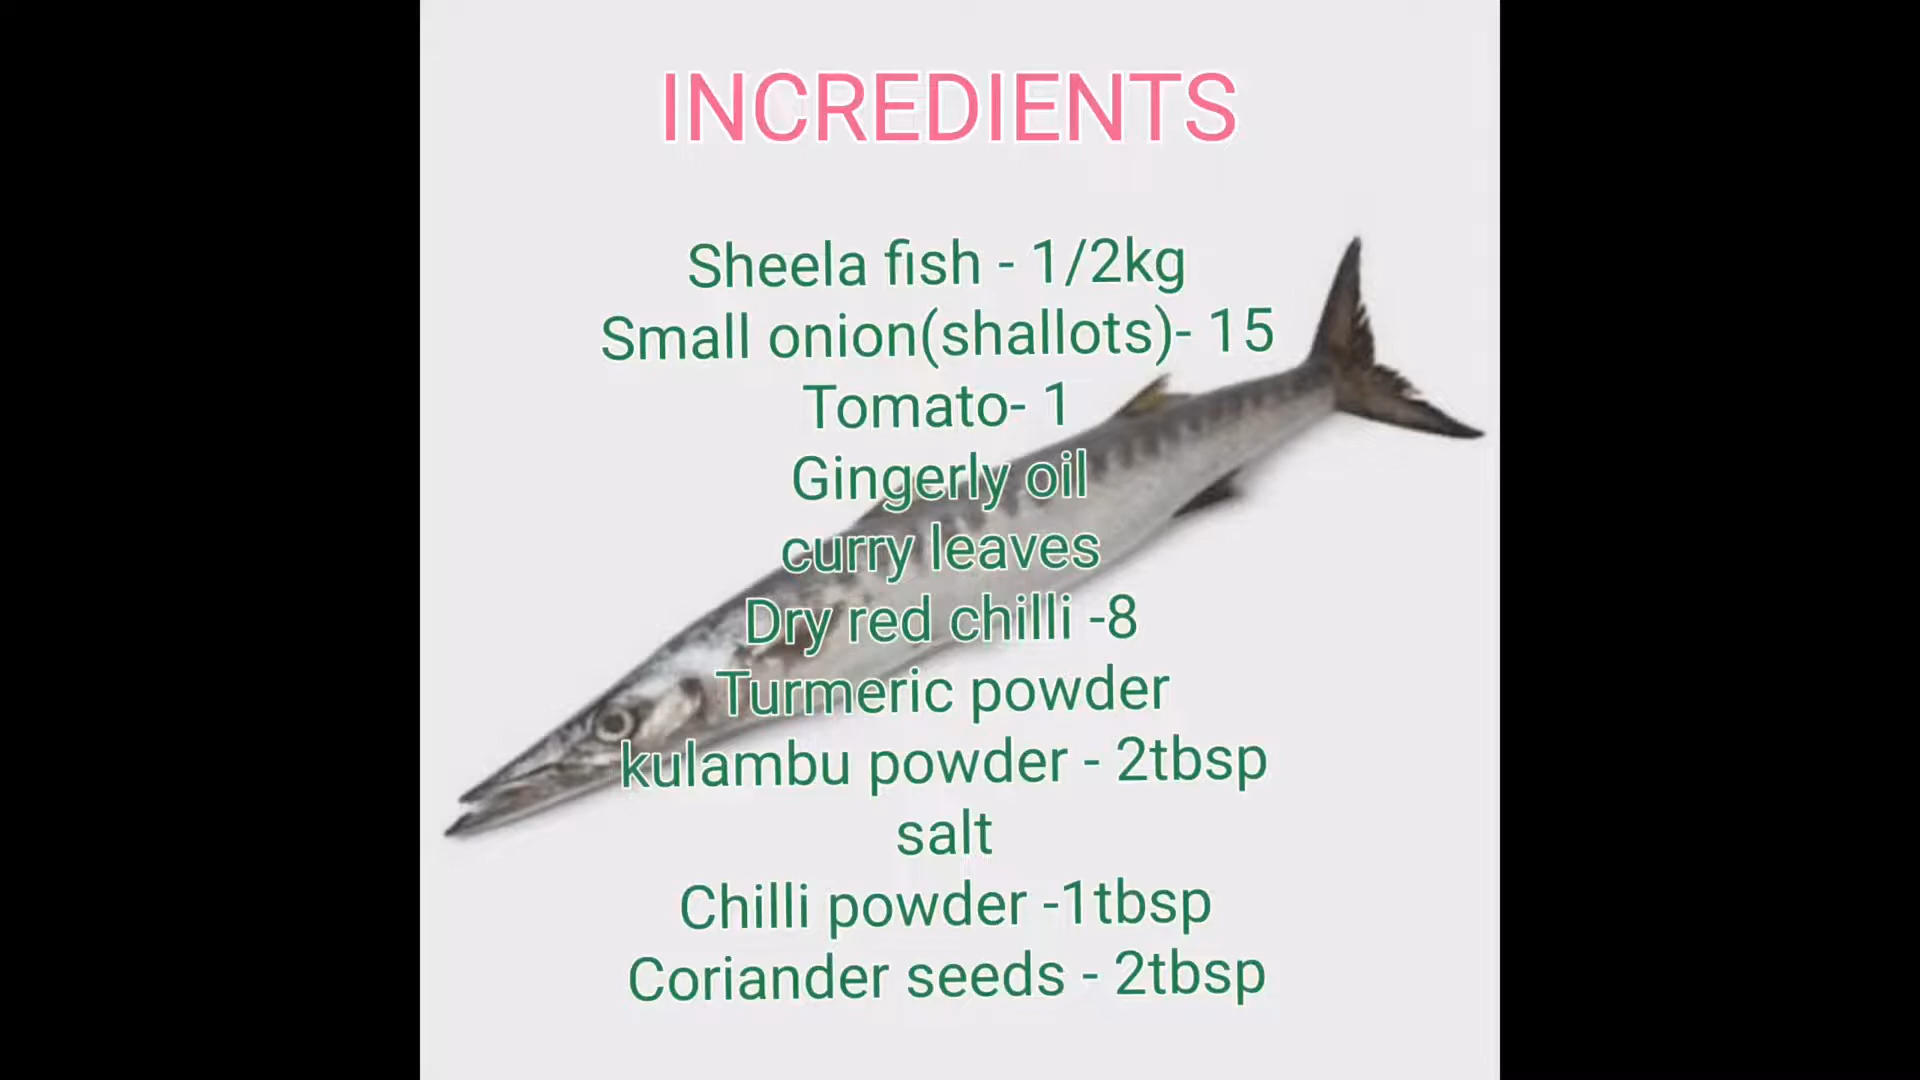 INCREDIENTS
Sheela fish - 1/2kg
Small onion(shallots)- 15
Tomato- 1
Gingerly oil
curry leaves
Dry red chilli -8
Turmeric powder
kulambu powder - 2tbsp
salt
Chilli powder -1tbsp
Coriander seeds - 2tbsp